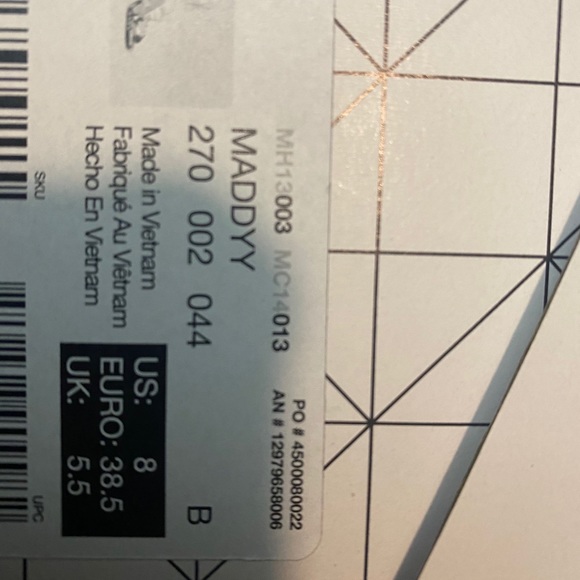 PO # 4500080022
MH13003 MC14013 AN # 12979658006
MADDYY
270 002 044 B
Made in Vietnam
Fabriqué Au Viêtnam
Hecho En Vietnam
US: 8
EURO: 38.5
UK: 5.5
SKU
UPC